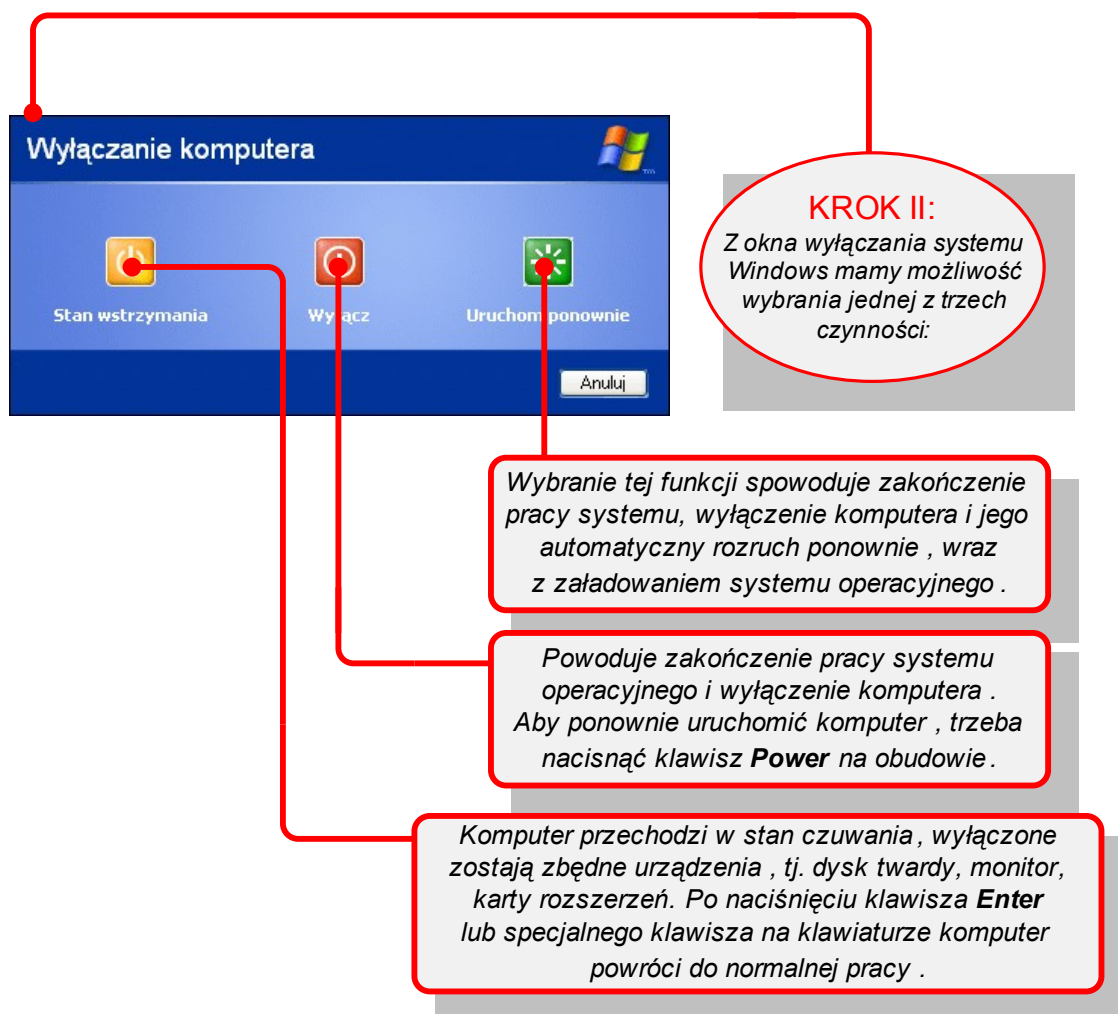 Wyłączanie komputera
TM
Stan wstrzymania
Wyłącz
Uruchom ponownie
Anuluj
KROK II:
Z okna wyłączania systemu
Windows mamy możliwość
wybrania jednej z trzech
czynności:
Wybranie tej funkcji spowoduje zakończenie
pracy systemu, wyłączenie komputera i jego
automatyczny rozruch ponownie , wraz
z załadowaniem systemu operacyjnego .
Powoduje zakończenie pracy systemu
operacyjnego i wyłączenie komputera .
Aby ponownie uruchomić komputer , trzeba
nacisnąć klawisz Power na obudowie .
Komputer przechodzi w stan czuwania , wyłączone
zostają zbędne urządzenia , tj. dysk twardy, monitor,
karty rozszerzeń. Po naciśnięciu klawisza Enter
lub specjalnego klawisza na klawiaturze komputer
powróci do normalnej pracy .